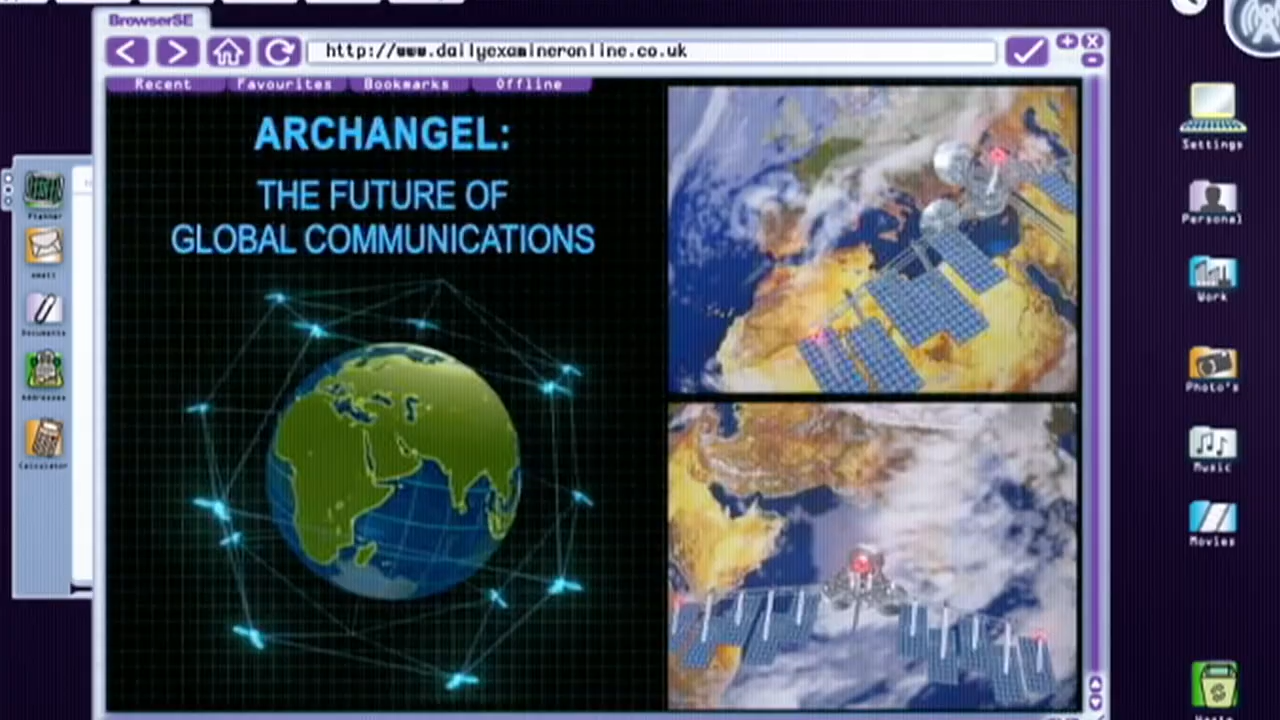 BrowserSE
http://www.dailyexamineronline.co.uk
Recent
Favourites
Bookmarks
Offline
ARCHANGEL:
THE FUTURE OF
GLOBAL COMMUNICATIONS
Planner
email
Documents
Addresses
Calculator
Settings
Personal
Work
Photo's
Music
Movies